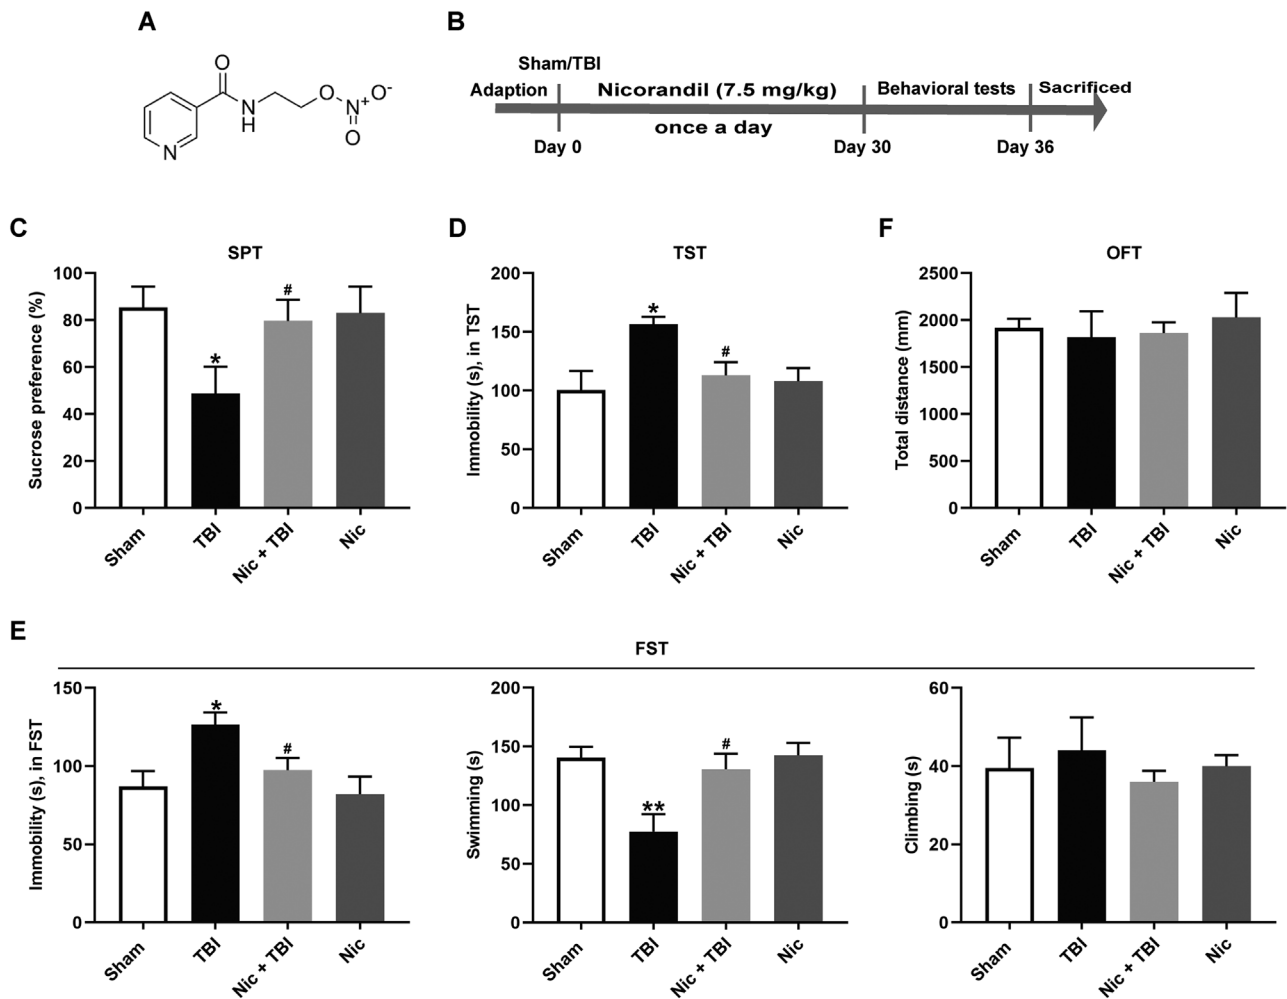 A
O
O
O-
N
H
N+
O
N
B
Sham/TBI
Adaption
Nicorandil (7.5 mg/kg)
Behavioral tests
Sacrificed
once a day
Day 0
Day 30
Day 36
C
SPT
Sucrose preference (%)
100
80
60
40
20
0
*
#
Sham
TBI
Nic + TBI
Nic
D
TST
Immobility (s), in TST
200
150
100
50
0
*
#
Sham
TBI
Nic + TBI
Nic
F
OFT
Total distance (mm)
2500
2000
1500
1000
500
0
Sham
TBI
Nic + TBI
Nic
E
FST
Immobility (s), in FST
150
100
50
0
*
#
Sham
TBI
Nic + TBI
Nic
Swimming (s)
200
150
100
50
0
**
#
Sham
TBI
Nic + TBI
Nic
Climbing (s)
60
40
20
0
Sham
TBI
Nic + TBI
Nic